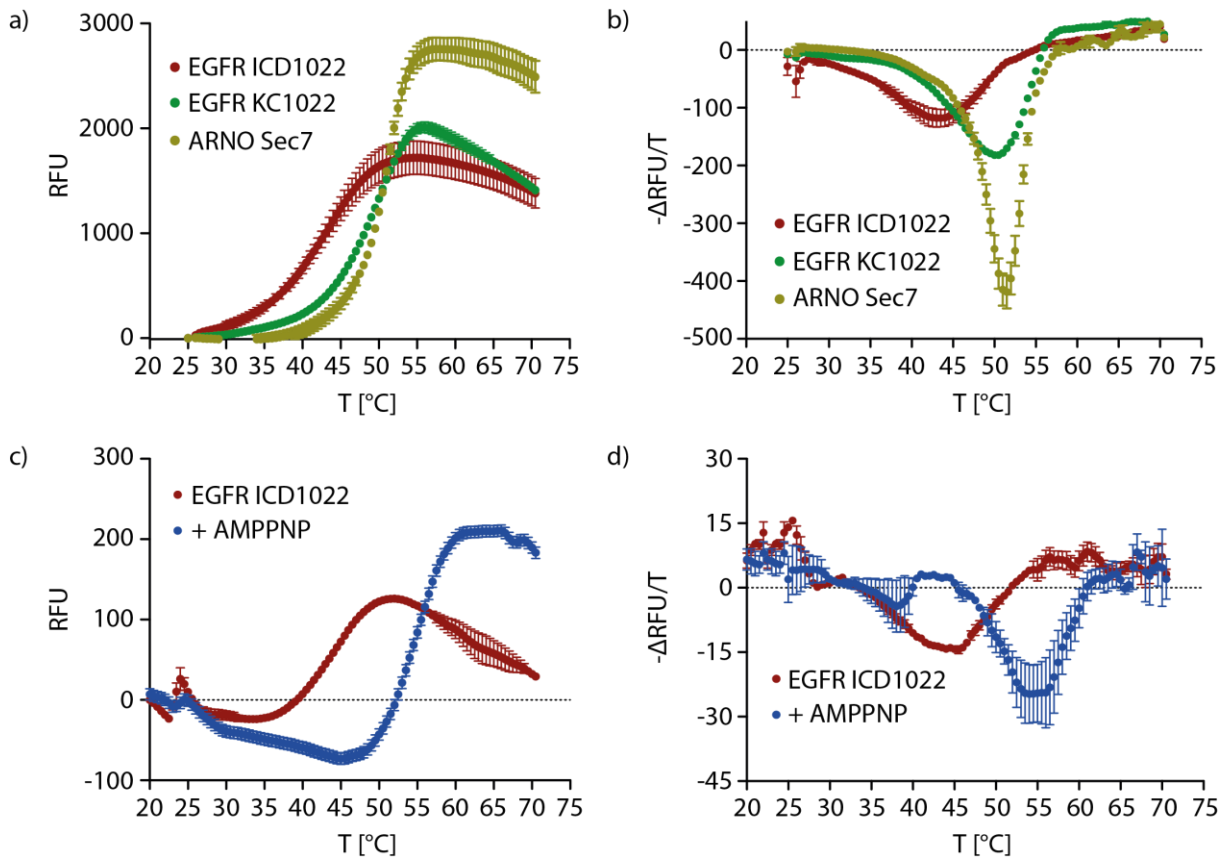 a)
3000
2000
1000
0
RFU
EGFR ICD1022
EGFR KC1022
ARNO Sec7
20 25 30 35 40 45 50 55 60 65 70 75
T [°C]
b)
0
-100
-200
-300
-400
-500
-ΔRFU/T
EGFR ICD1022
EGFR KC1022
ARNO Sec7
20 25 30 35 40 45 50 55 60 65 70 75
T [°C]
c)
300
200
100
0
-100
RFU
EGFR ICD1022
+ AMPPNP
20 25 30 35 40 45 50 55 60 65 70 75
T [°C]
d)
30
15
0
-15
-30
-45
-ΔRFU/T
EGFR ICD1022
+ AMPPNP
20 25 30 35 40 45 50 55 60 65 70 75
T [°C]